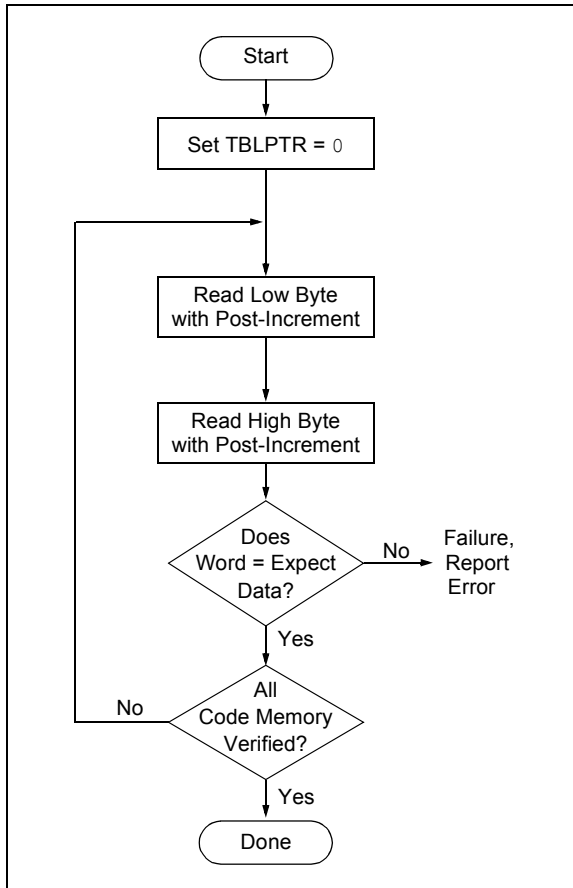 Start
Set TBLPTR = 0
Read Low Byte
with Post-Increment
Read High Byte
with Post-Increment
Does
Word = Expect
Data?
No
Failure,
Report
Error
Yes
All
Code Memory
Verified?
No
Yes
Done